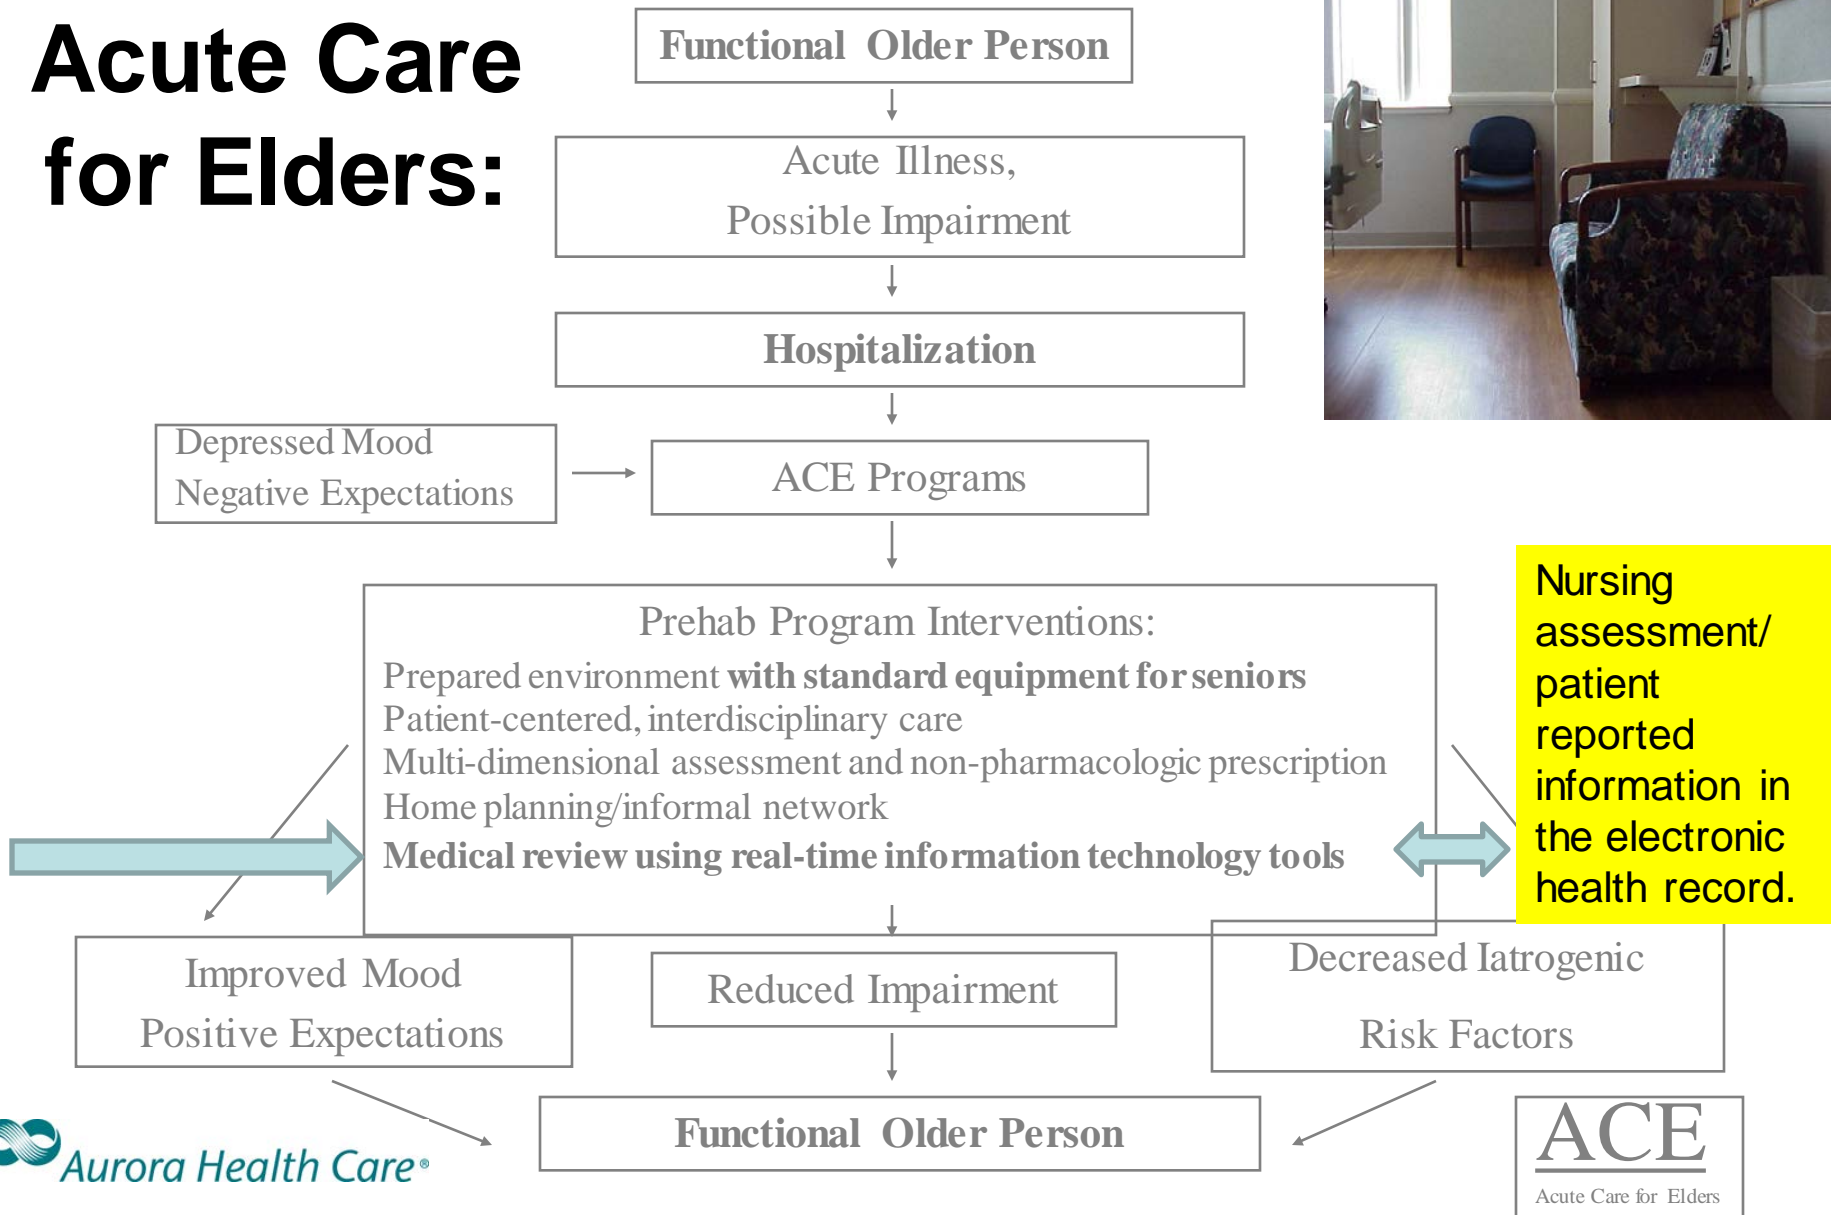 Acute Care
for Elders:
Functional Older Person
Acute Illness,
Possible Impairment
Hospitalization
Depressed Mood
Negative Expectations
ACE Programs
Prehab Program Interventions:
Prepared environment with standard equipment for seniors
Patient-centered, interdisciplinary care
Multi-dimensional assessment and non-pharmacologic prescription
Home planning/informal network
Medical review using real-time information technology tools
Nursing
assessment/
patient
reported
information in
the electronic
health record.
Improved Mood
Positive Expectations
Reduced Impairment
Decreased Iatrogenic
Risk Factors
Functional Older Person
Aurora Health Care®
ACE
Acute Care for Elders